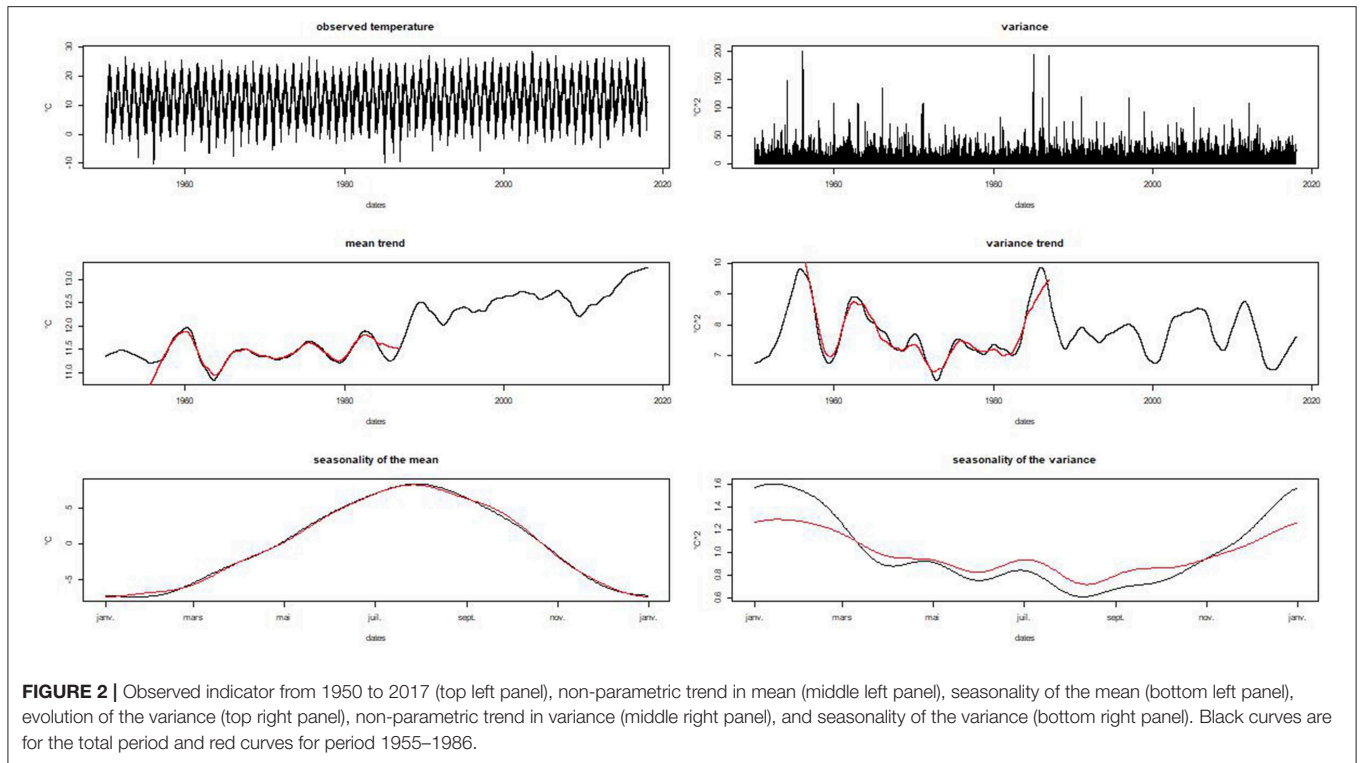 observed temperature
30
20
10
0
-10
°C
1960
1980
2000
2020
dates
variance
200
150
100
50
0
°C^2
1960
1980
2000
2020
dates
mean trend
13.0
12.5
12.0
11.5
11.0
°C
1960
1980
2000
2020
dates
variance trend
10
9
8
7
°C^2
1960
1980
2000
2020
dates
seasonality of the mean
5
0
-5
°C
janv.
mars
mai
juil.
sept.
nov.
janv.
dates
seasonality of the variance
1.6
1.4
1.2
1.0
0.8
0.6
°C^2
janv.
mars
mai
juil.
sept.
nov.
janv.
dates
FIGURE 2 | Observed indicator from 1950 to 2017 (top left panel), non-parametric trend in mean (middle left panel), seasonality of the mean (bottom left panel),
evolution of the variance (top right panel), non-parametric trend in variance (middle right panel), and seasonality of the variance (bottom right panel). Black curves are
for the total period and red curves for period 1955–1986.